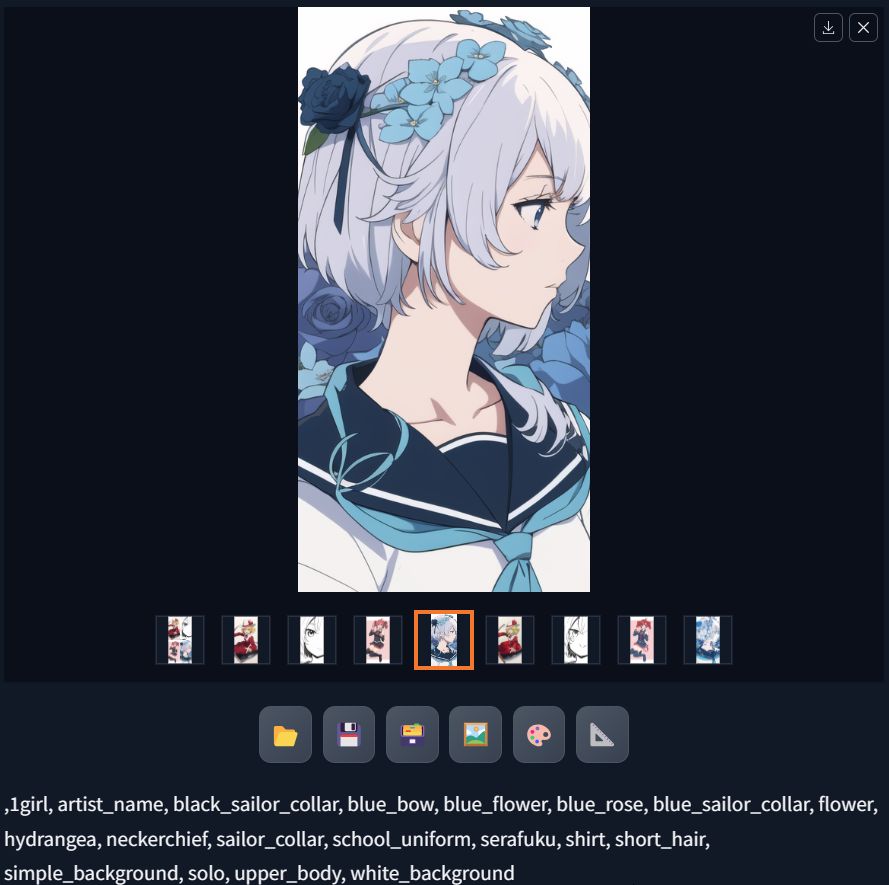 ,1girl, artist_name, black_sailor_collar, blue_bow, blue_flower, blue_rose, blue_sailor_collar, flower,
hydrangea, neckerchief, sailor_collar, school_uniform, serafuku, shirt, short_hair,
simple_background, solo, upper_body, white_background